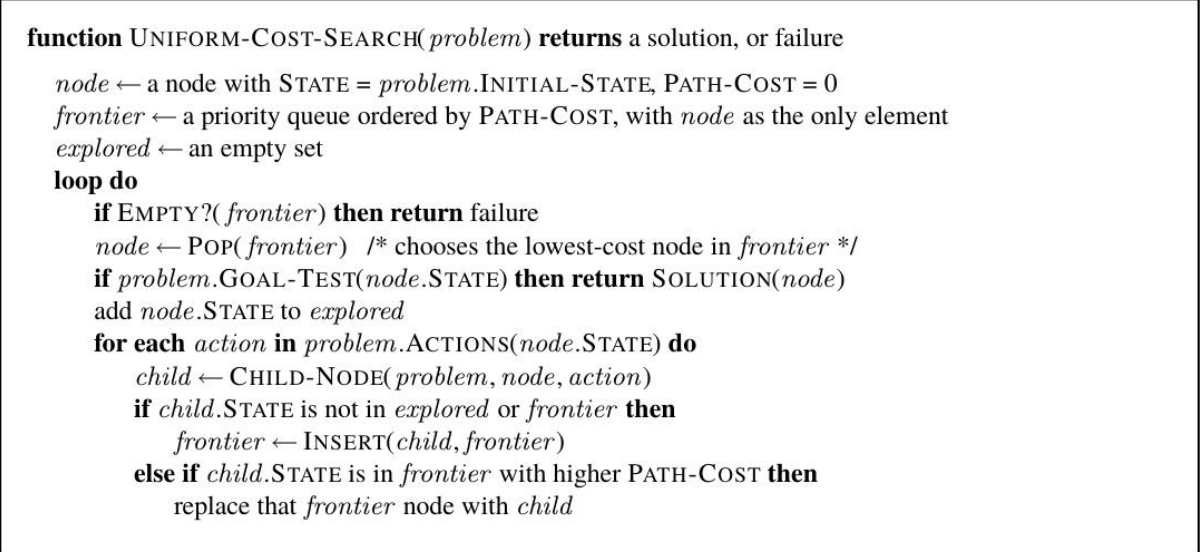 function UNIFORM-COST-SEARCH(problem) returns a solution, or failure
node ← a node with STATE = problem.INITIAL-STATE, PATH-COST = 0
frontier ← a priority queue ordered by PATH-COST, with node as the only element
explored ← an empty set
loop do
if EMPTY?(frontier) then return failure
node ← POP(frontier) /* chooses the lowest-cost node in frontier */
if problem.GOAL-TEST(node.STATE) then return SOLUTION(node)
add node.STATE to explored
for each action in problem.ACTIONS(node.STATE) do
child ← CHILD-NODE(problem, node, action)
if child.STATE is not in explored or frontier then
frontier ← INSERT(child, frontier)
else if child.STATE is in frontier with higher PATH-COST then
replace that frontier node with child